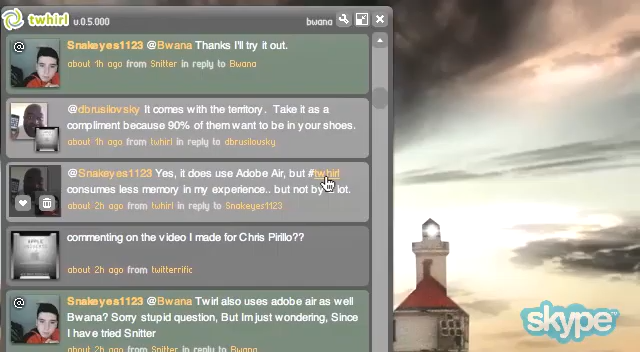 twhirl v.0.5.000
bwana
@
Snakeyes1123 @Bwana Thanks I'll try it out.
about 1h ago from Snitter in reply to Bwana
@dbrusilovsky It comes with the territory. Take it as a
compliment because 90% of them want to be in your shoes.
about 1h ago from twhirl in reply to dbrusilovsky
@Snakeyes1123 Yes, it does use Adobe Air, but #twhirl
consumes less memory in my experience.. but not by lot.
about 2h ago from twhirl in reply to Snakeyes1123
commenting on the video I made for Chris Pirillo??
about 2h ago from twitterrific
@
Snakeyes1123 @Bwana Twirl also uses adobe air as well
Bwana? Sorry stupid question, But Im just wondering, Since
I have tried Snitter
about 2h ago from Snitter in reply to Bwana
skype